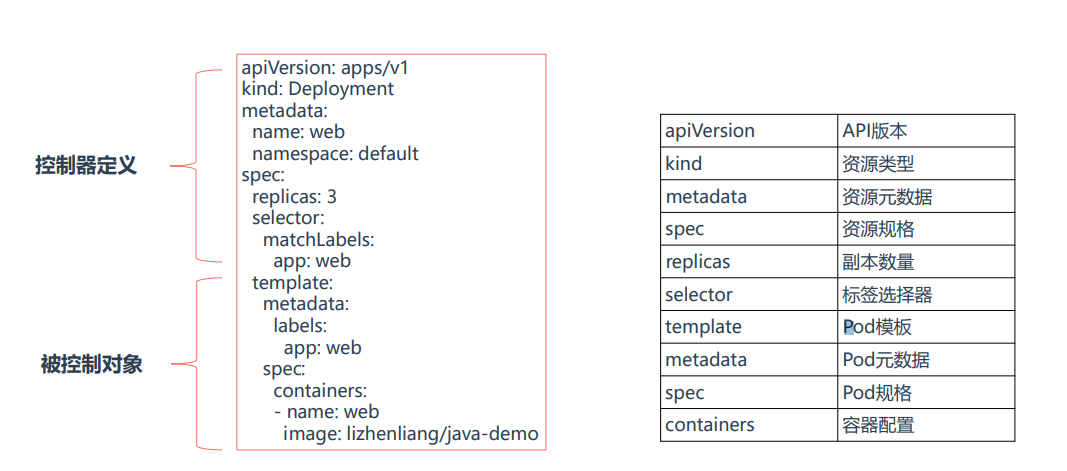 控制器定义
被控制对象
apiVersion: apps/v1
kind: Deployment
metadata:
  name: web
  namespace: default
spec:
  replicas: 3
  selector:
    matchLabels:
      app: web
  template:
    metadata:
      labels:
        app: web
    spec:
      containers:
      - name: web
        image: lizhenliang/java-demo
apiVersion API版本
kind 资源类型
metadata 资源元数据
spec 资源规格
replicas 副本数量
selector 标签选择器
template Pod模板
metadata Pod元数据
spec Pod规格
containers 容器配置